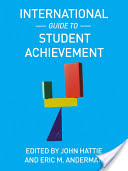 INTERNATIONAL
GUIDE TO
STUDENT
ACHIEVEMENT
EDITED BY JOHN HATTIE
AND ERIC M. ANDERMAN